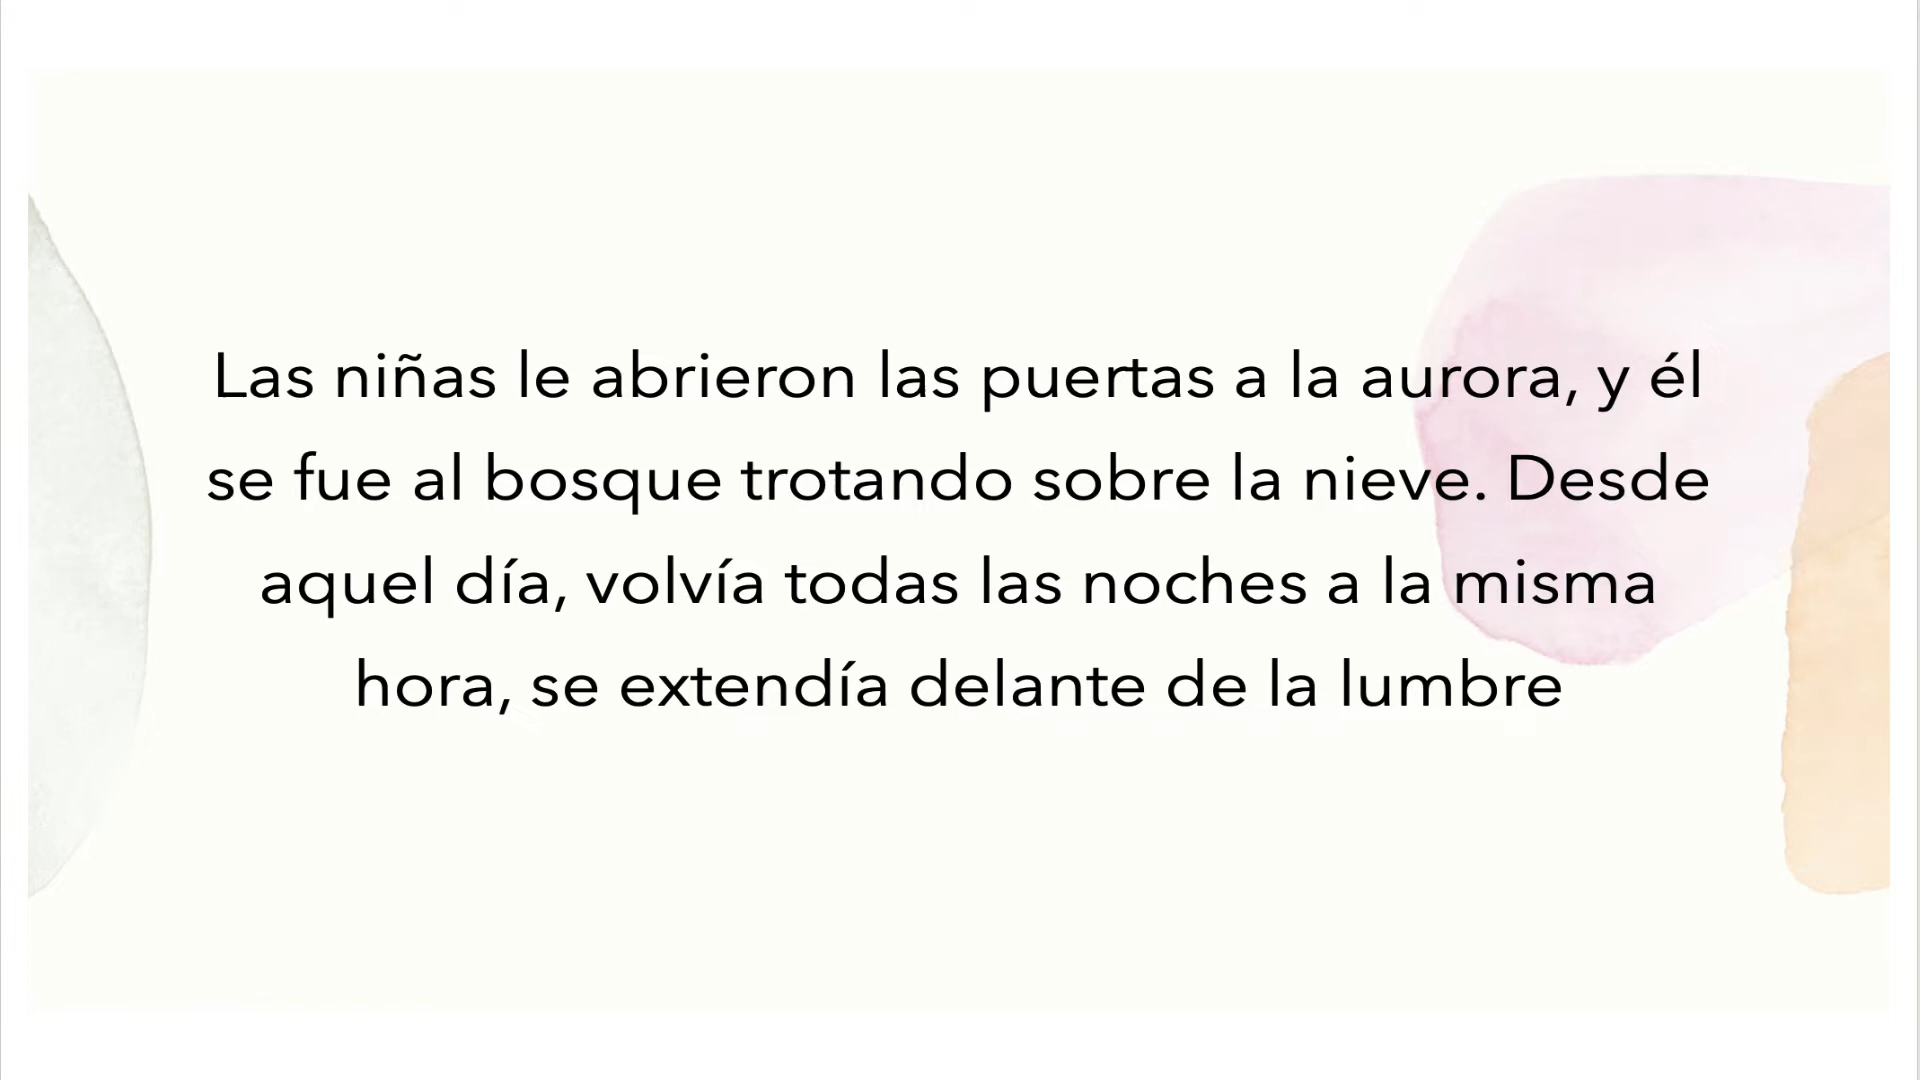 Las niñas le abrieron las puertas a la aurora, y él
se fue al bosque trotando sobre la nieve. Desde
aquel día, volvía todas las noches a la misma
hora, se extendía delante de la lumbre